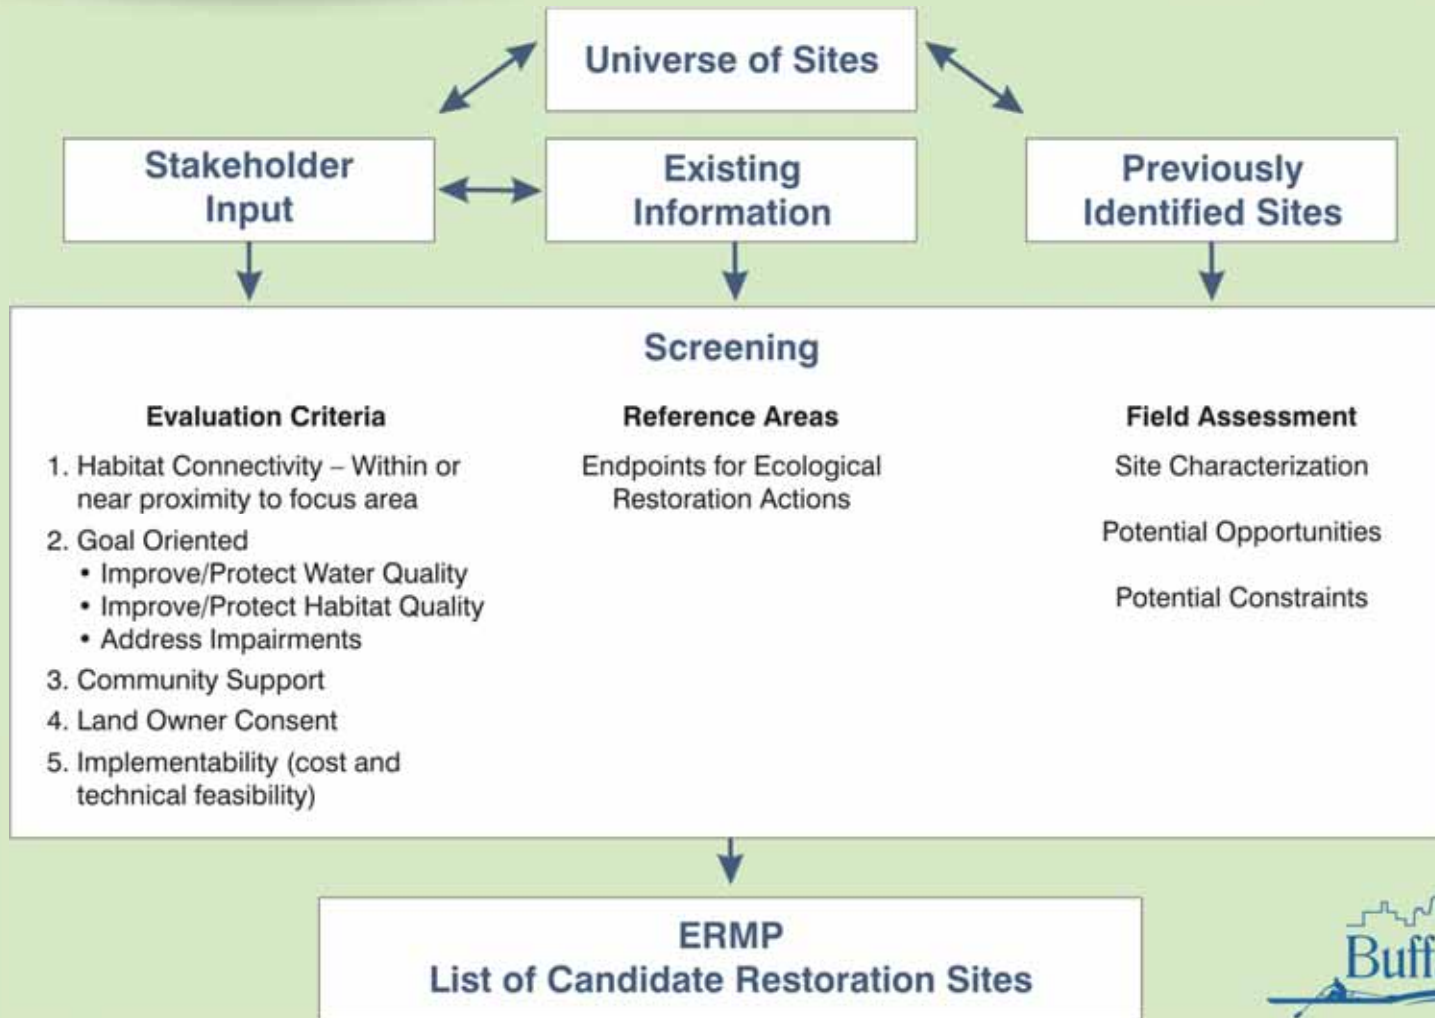 Universe of Sites
Stakeholder
Input
Existing
Information
Previously
Identified Sites
Screening
Evaluation Criteria
1. Habitat Connectivity – Within or
near proximity to focus area
2. Goal Oriented
• Improve/Protect Water Quality
• Improve/Protect Habitat Quality
• Address Impairments
3. Community Support
4. Land Owner Consent
5. Implementability (cost and
technical feasibility)
Reference Areas
Endpoints for Ecological
Restoration Actions
Field Assessment
Site Characterization
Potential Opportunities
Potential Constraints
ERMP
List of Candidate Restoration Sites